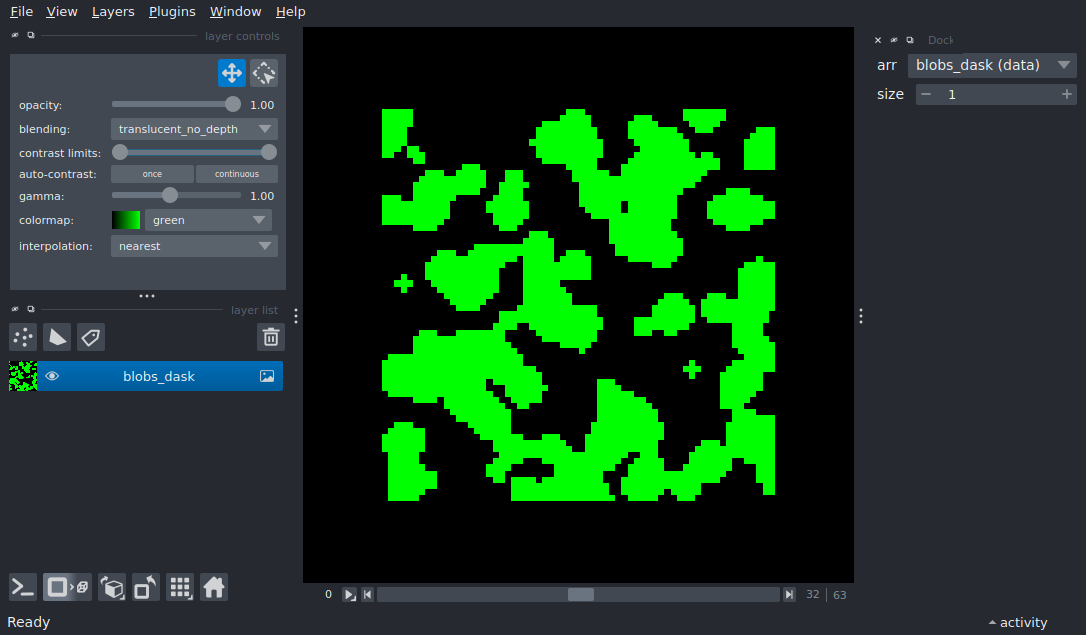 File View Layers Plugins Window Help
layer controls
opacity: 1.00
blending: translucent_no_depth
contrast limits:
auto-contrast: once continuous
gamma: 1.00
colormap: green
interpolation: nearest
layer list
blobs_dask
Dock
arr blobs_dask (data)
size 1
0 32 63
Ready
activity